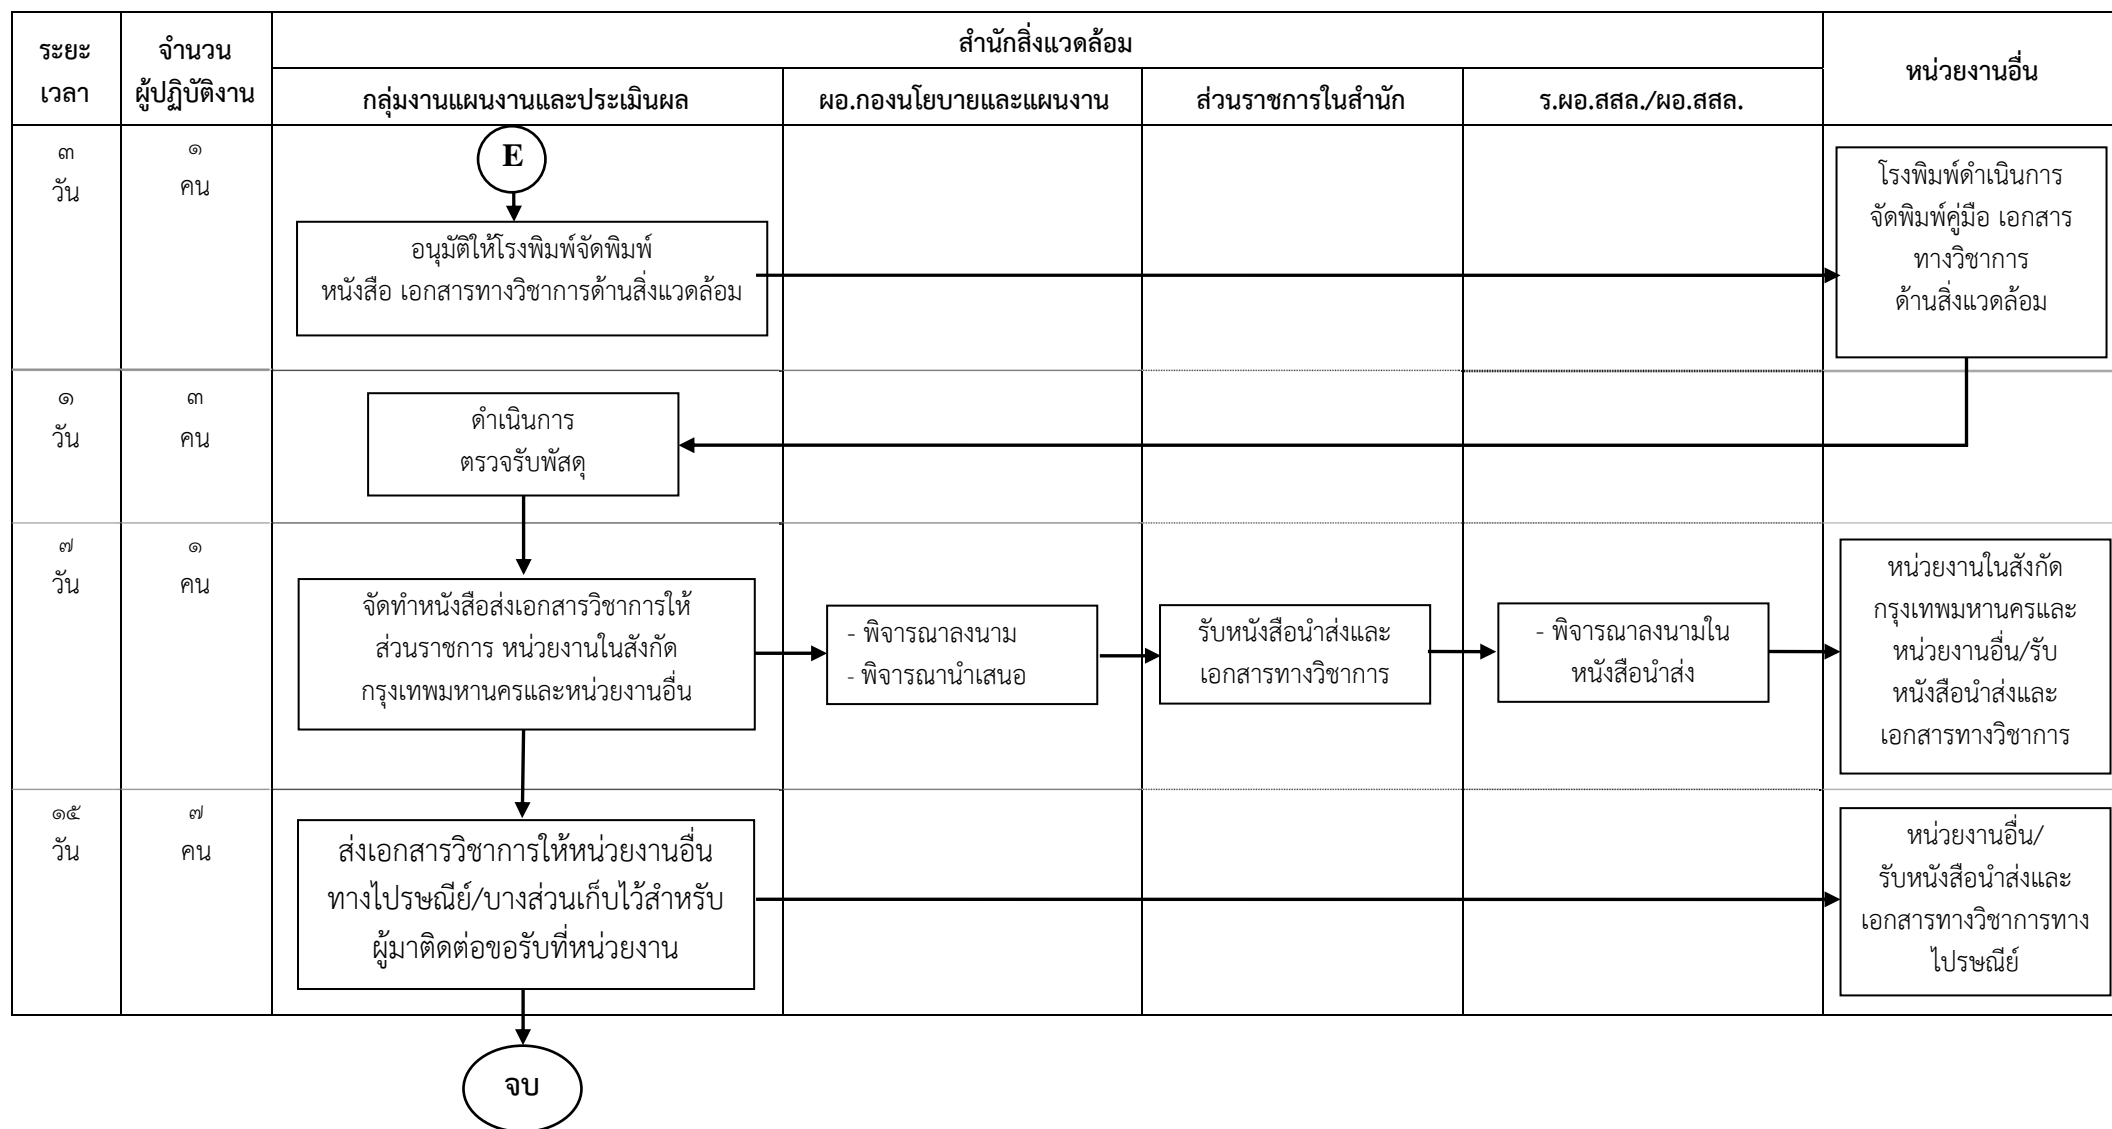 ระยะ
เวลา
จำนวน
ผู้ปฏิบัติงาน
สำนักสิ่งแวดล้อม
หน่วยงานอื่น
กลุ่มงานแผนงานและประเมินผล
ผอ.กองนโยบายและแผนงาน
ส่วนราชการในสำนัก
ร.ผอ.สสล./ผอ.สสล.
๓
วัน
๑
คน
E
อนุมัติให้โรงพิมพ์จัดพิมพ์
หนังสือ เอกสารทางวิชาการด้านสิ่งแวดล้อม
โรงพิมพ์ดำเนินการ
จัดพิมพ์คู่มือ เอกสาร
ทางวิชาการ
ด้านสิ่งแวดล้อม
๑
วัน
๓
คน
ดำเนินการ
ตรวจรับพัสดุ
๗
วัน
๑
คน
จัดทำหนังสือส่งเอกสารวิชาการให้
ส่วนราชการ หน่วยงานในสังกัด
กรุงเทพมหานครและหน่วยงานอื่น
- พิจารณาลงนาม
- พิจารณานำเสนอ
รับหนังสือนำส่งและ
เอกสารทางวิชาการ
- พิจารณาลงนามใน
หนังสือนำส่ง
หน่วยงานในสังกัด
กรุงเทพมหานครและ
หน่วยงานอื่น/รับ
หนังสือนำส่งและ
เอกสารทางวิชาการ
๑๕
วัน
๗
คน
ส่งเอกสารวิชาการให้หน่วยงานอื่น
ทางไปรษณีย์/บางส่วนเก็บไว้สำหรับ
ผู้มาติดต่อขอรับที่หน่วยงาน
หน่วยงานอื่น/
รับหนังสือนำส่งและ
เอกสารทางวิชาการทาง
ไปรษณีย์
จบ